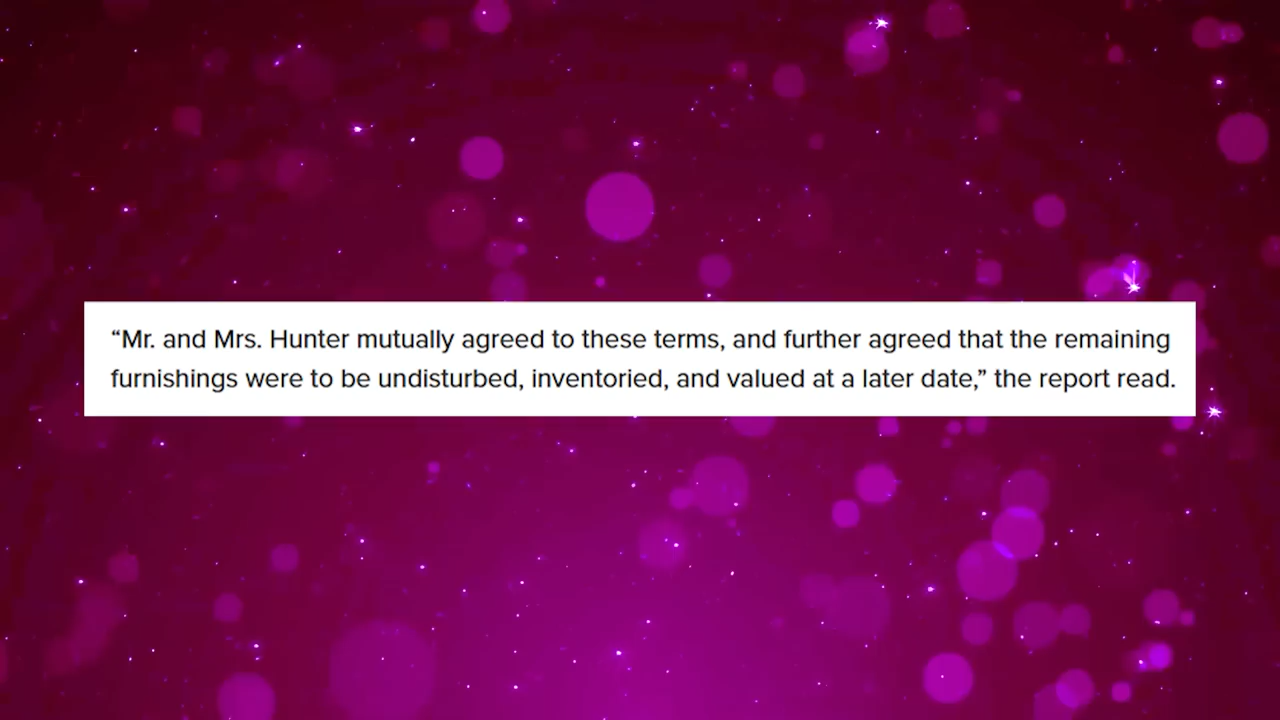 “Mr. and Mrs. Hunter mutually agreed to these terms, and further agreed that the remaining
furnishings were to be undisturbed, inventoried, and valued at a later date,” the report read.